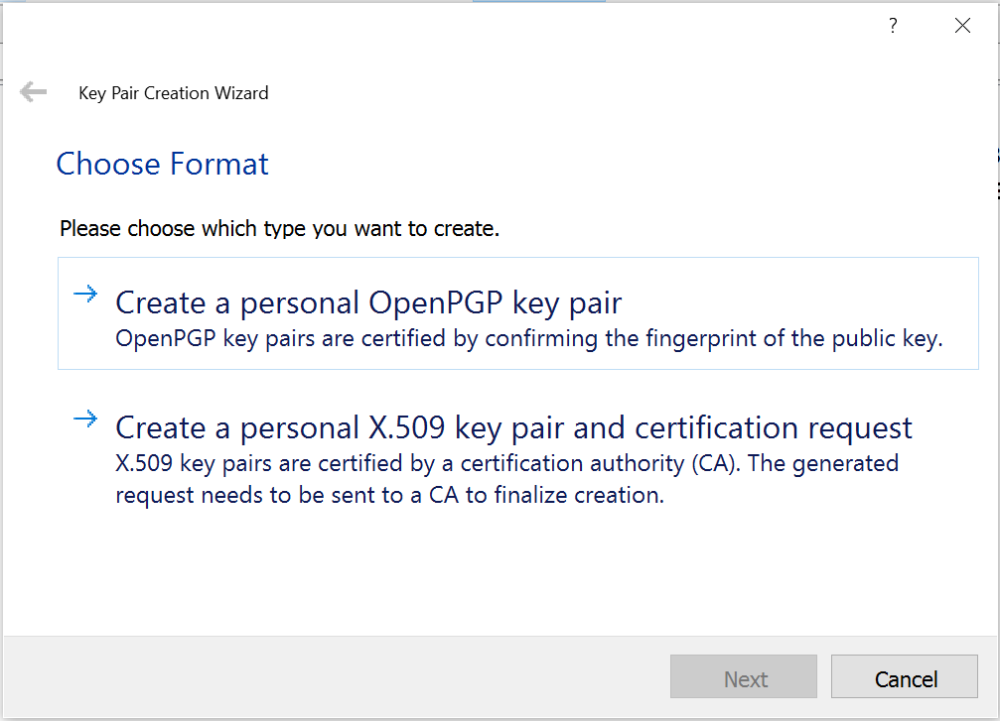 ?
Key Pair Creation Wizard
Choose Format
Please choose which type you want to create.
Create a personal OpenPGP key pair
OpenPGP key pairs are certified by confirming the fingerprint of the public key.
Create a personal X.509 key pair and certification request
X.509 key pairs are certified by a certification authority (CA). The generated
request needs to be sent to a CA to finalize creation.
Next
Cancel